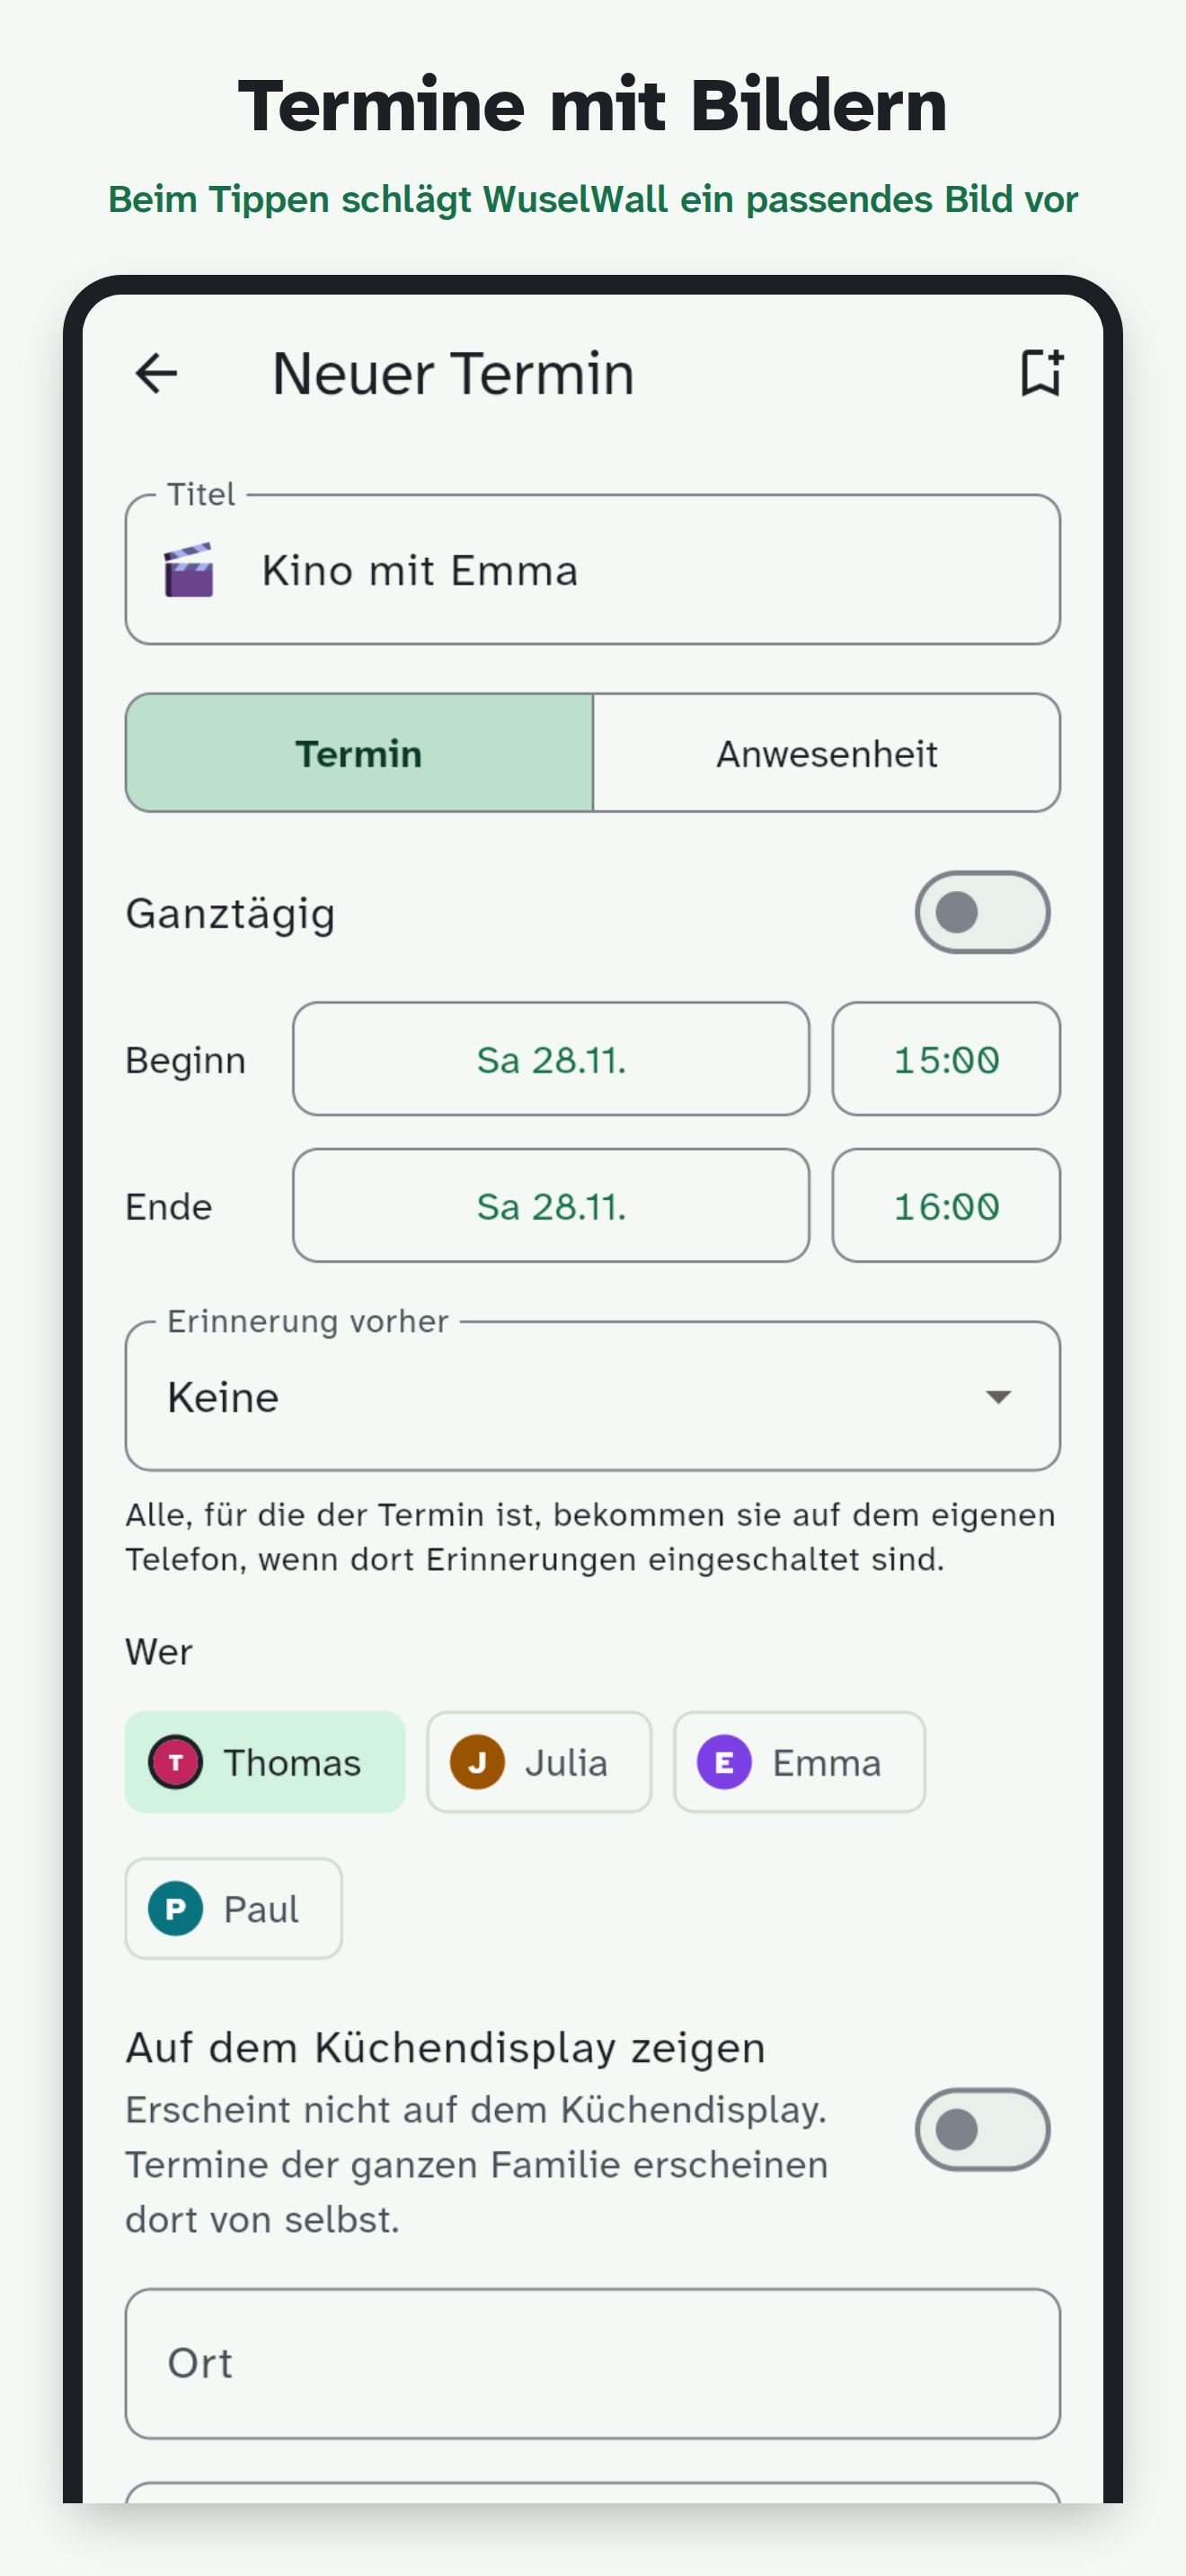 Termine mit Bildern
Beim Tippen schlägt WuselWall ein passendes Bild vor
Neuer Termin
Titel
Kino mit Emma
Termin
Anwesenheit
Ganztägig
Beginn
Sa 28.11.
15:00
Ende
Sa 28.11.
16:00
Erinnerung vorher
Keine
Alle, für die der Termin ist, bekommen sie auf dem eigenen
Telefon, wenn dort Erinnerungen eingeschaltet sind.
Wer
T Thomas
J Julia
E Emma
P Paul
Auf dem Küchendisplay zeigen
Erscheint nicht auf dem Küchendisplay.
Termine der ganzen Familie erscheinen
dort von selbst.
Ort